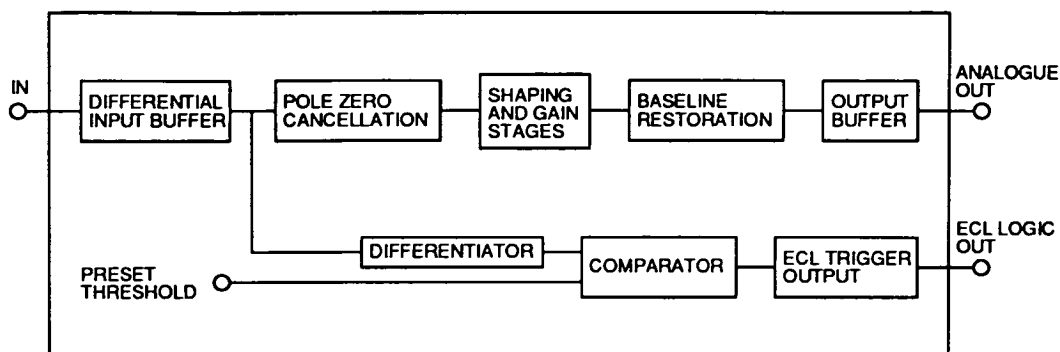 IN
DIFFERENTIAL
INPUT BUFFER
POLE ZERO
CANCELLATION
SHAPING
AND GAIN
STAGES
BASELINE
RESTORATION
OUTPUT
BUFFER
ANALOGUE
OUT
DIFFERENTIATOR
PRESET
THRESHOLD
COMPARATOR
ECL TRIGGER
OUTPUT
ECL LOGIC
OUT